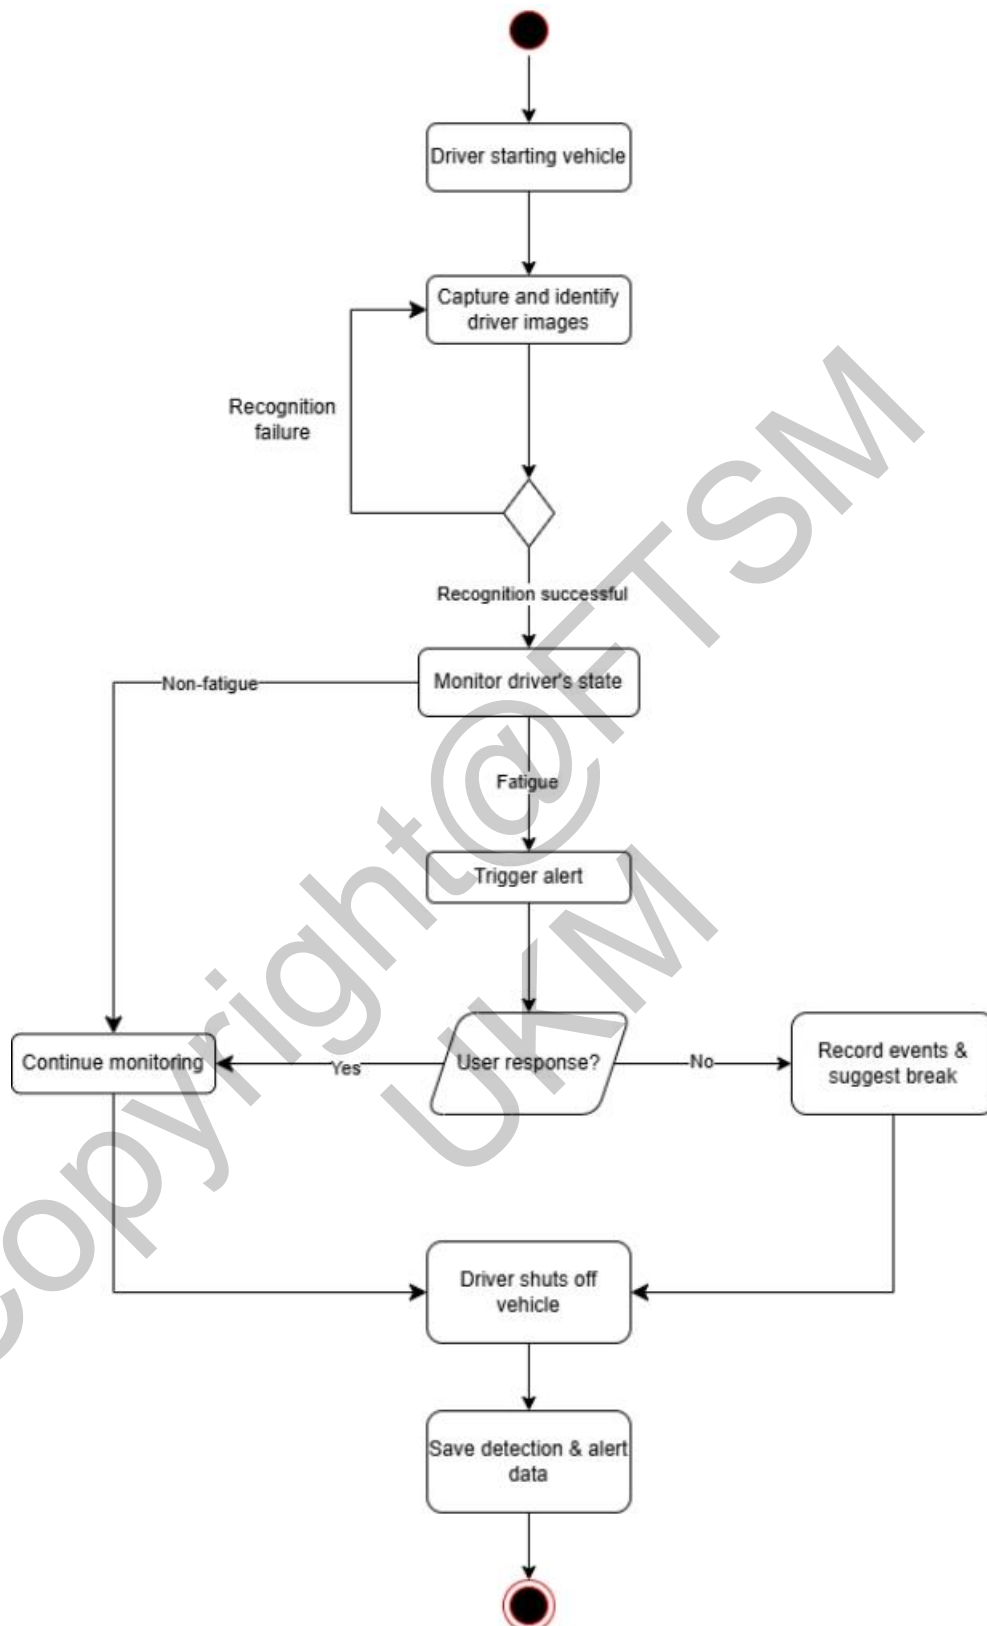 Driver starting vehicle
Capture and identify
driver images
Recognition
failure
Recognition successful
Monitor driver's state
Non-fatigue
Fatigue
Trigger alert
Continue monitoring
Yes
User response?
No
Record events &
suggest break
Driver shuts off
vehicle
Save detection & alert
data
Copyright@FTSM
UKM